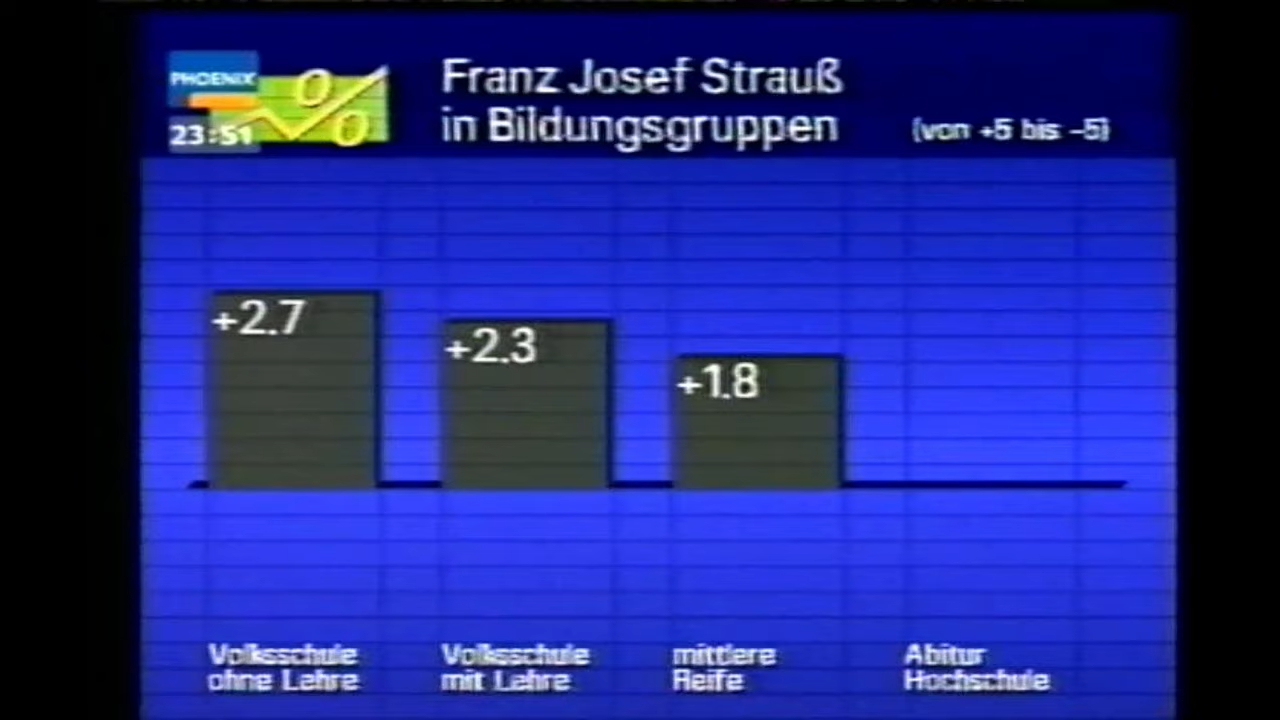 PHOENIX
%
23:51
Franz Josef Strauß
in Bildungsgruppen
(von +5 bis -5)
+2.7
+2.3
+1.8
Volksschule
ohne Lehre
Volksschule
mit Lehre
mittlere
Reife
Abitur
Hochschule